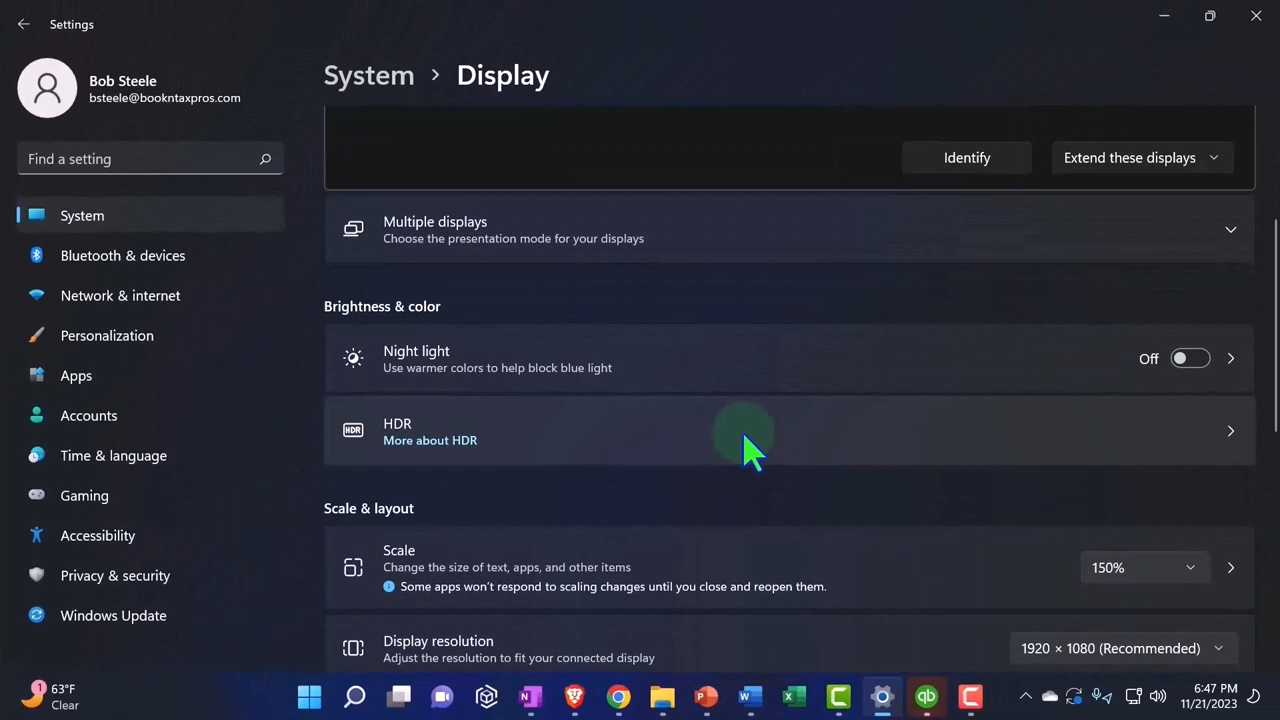 Settings
Bob Steele
bsteele@bookntaxpros.com
Find a setting
System
Bluetooth & devices
Network & internet
Personalization
Apps
Accounts
Time & language
Gaming
Accessibility
Privacy & security
Windows Update
System > Display
Identify
Extend these displays
Multiple displays
Choose the presentation mode for your displays
Brightness & color
Night light
Use warmer colors to help block blue light
Off
HDR
HDR
More about HDR
Scale & layout
Scale
Change the size of text, apps, and other items
Some apps won't respond to scaling changes until you close and reopen them.
150%
Display resolution
Adjust the resolution to fit your connected display
1920 × 1080 (Recommended)
1
63°F
Clear
N
P
W
X
C
qb
C
6:47 PM
11/21/2023